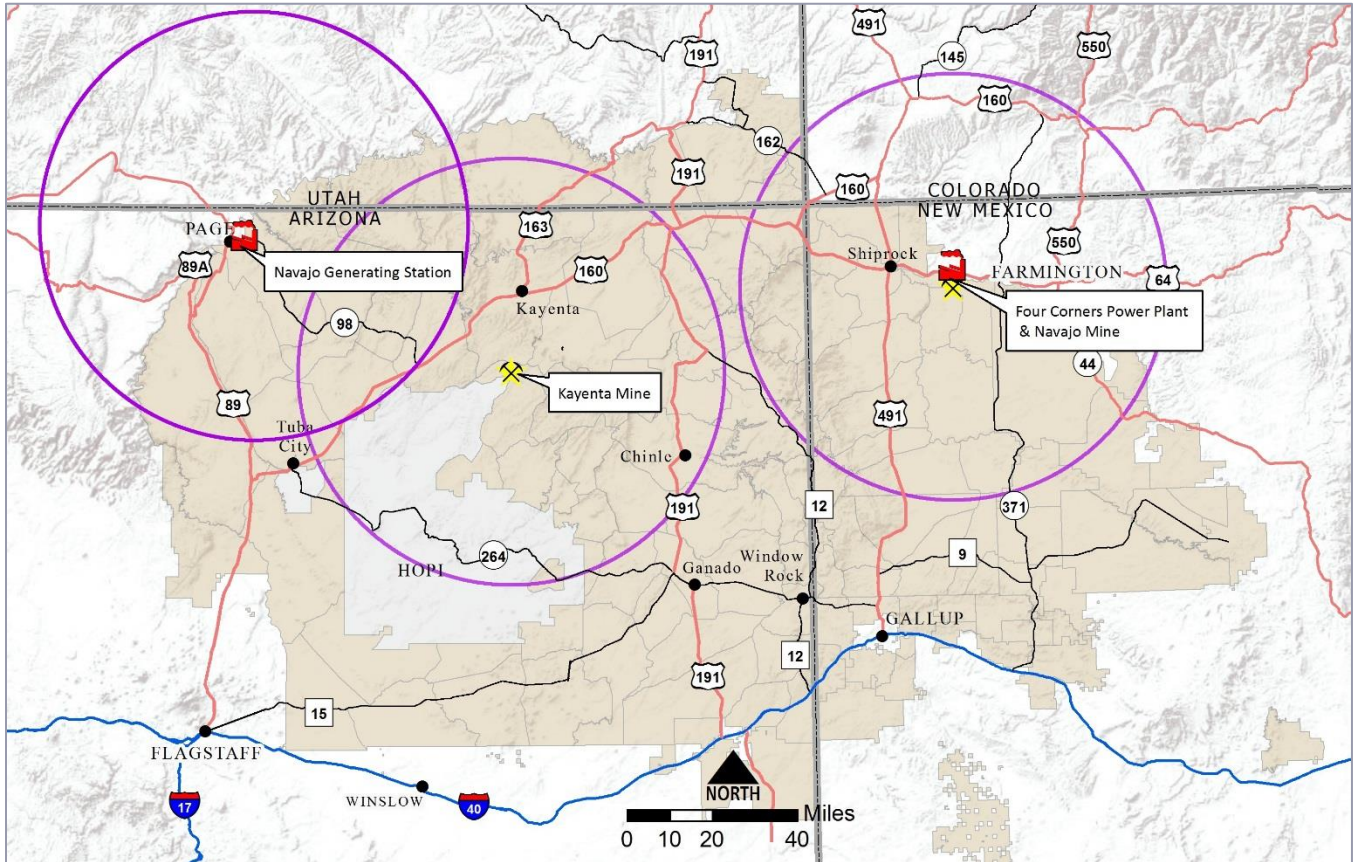 491
191
550
145
160
162
191
160
COLORADO
NEW MEXICO
UTAH
ARIZONA
PAGE
163
550
89A
Navajo Generating Station
160
Shiprock
FARMINGTON
64
Kayenta
Four Corners Power Plant
& Navajo Mine
98
44
Kayenta Mine
89
491
Tuba
City
Chinle
191
12
371
264
HOPI
Window
Rock
9
Ganado
GALLUP
12
191
15
FLAGSTAFF
NORTH
WINSLOW
17
40
Miles
0 10 20 40